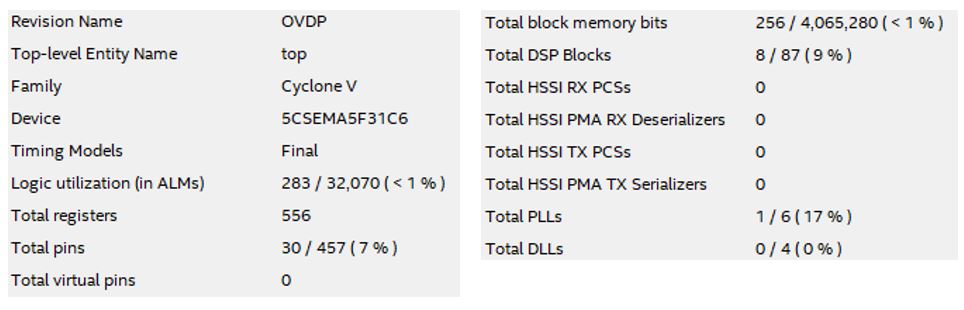 Revision Name OVDP
Top-level Entity Name top
Family Cyclone V
Device 5CSEMA5F31C6
Timing Models Final
Logic utilization (in ALMs) 283 / 32,070 ( < 1 % )
Total registers 556
Total pins 30 / 457 ( 7 % )
Total virtual pins 0
Total block memory bits 256 / 4,065,280 ( < 1 % )
Total DSP Blocks 8 / 87 ( 9 % )
Total HSSI RX PCSs 0
Total HSSI PMA RX Deserializers 0
Total HSSI TX PCSs 0
Total HSSI PMA TX Serializers 0
Total PLLs 1 / 6 ( 17 % )
Total DLLs 0 / 4 ( 0 % )